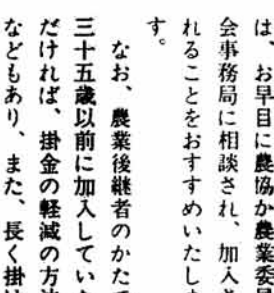 は、お早目に農協か農業委員
会事務局に相談され、加入さ
れることをおすすめいたしま
す。
なお、農業後継者のかたで
三十五歳以前に加入していた
だければ、掛金の軽減の方法
などもあり、また、長く掛け